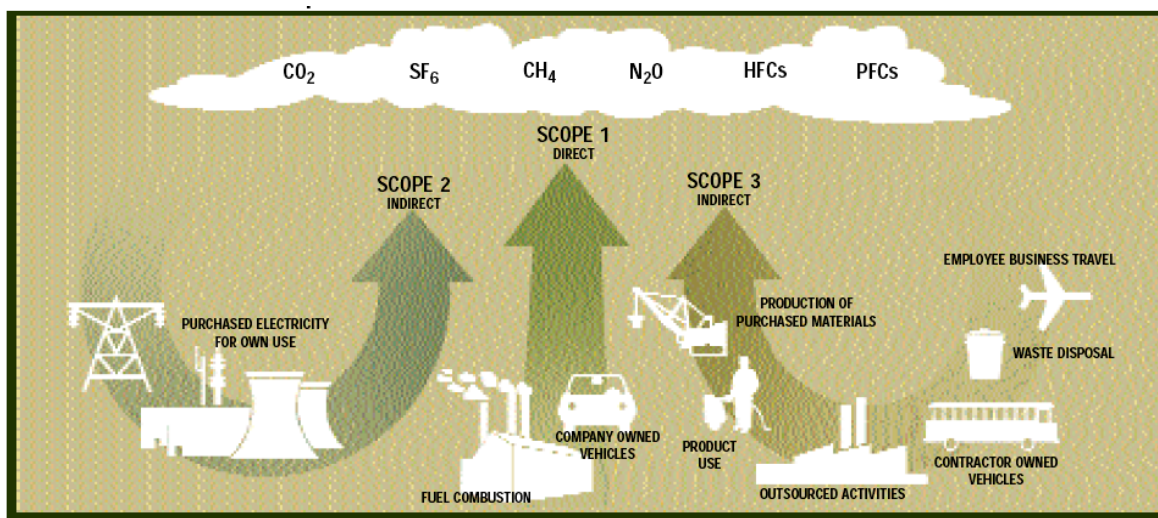 CO₂ SF₆ CH₄ N₂O HFCs PFCs
SCOPE 1
DIRECT
SCOPE 2
INDIRECT
SCOPE 3
INDIRECT
EMPLOYEE BUSINESS TRAVEL
PURCHASED ELECTRICITY
FOR OWN USE
PRODUCTION OF
PURCHASED MATERIALS
WASTE DISPOSAL
COMPANY OWNED
VEHICLES
PRODUCT
USE
CONTRACTOR OWNED
VEHICLES
FUEL COMBUSTION
OUTSOURCED ACTIVITIES